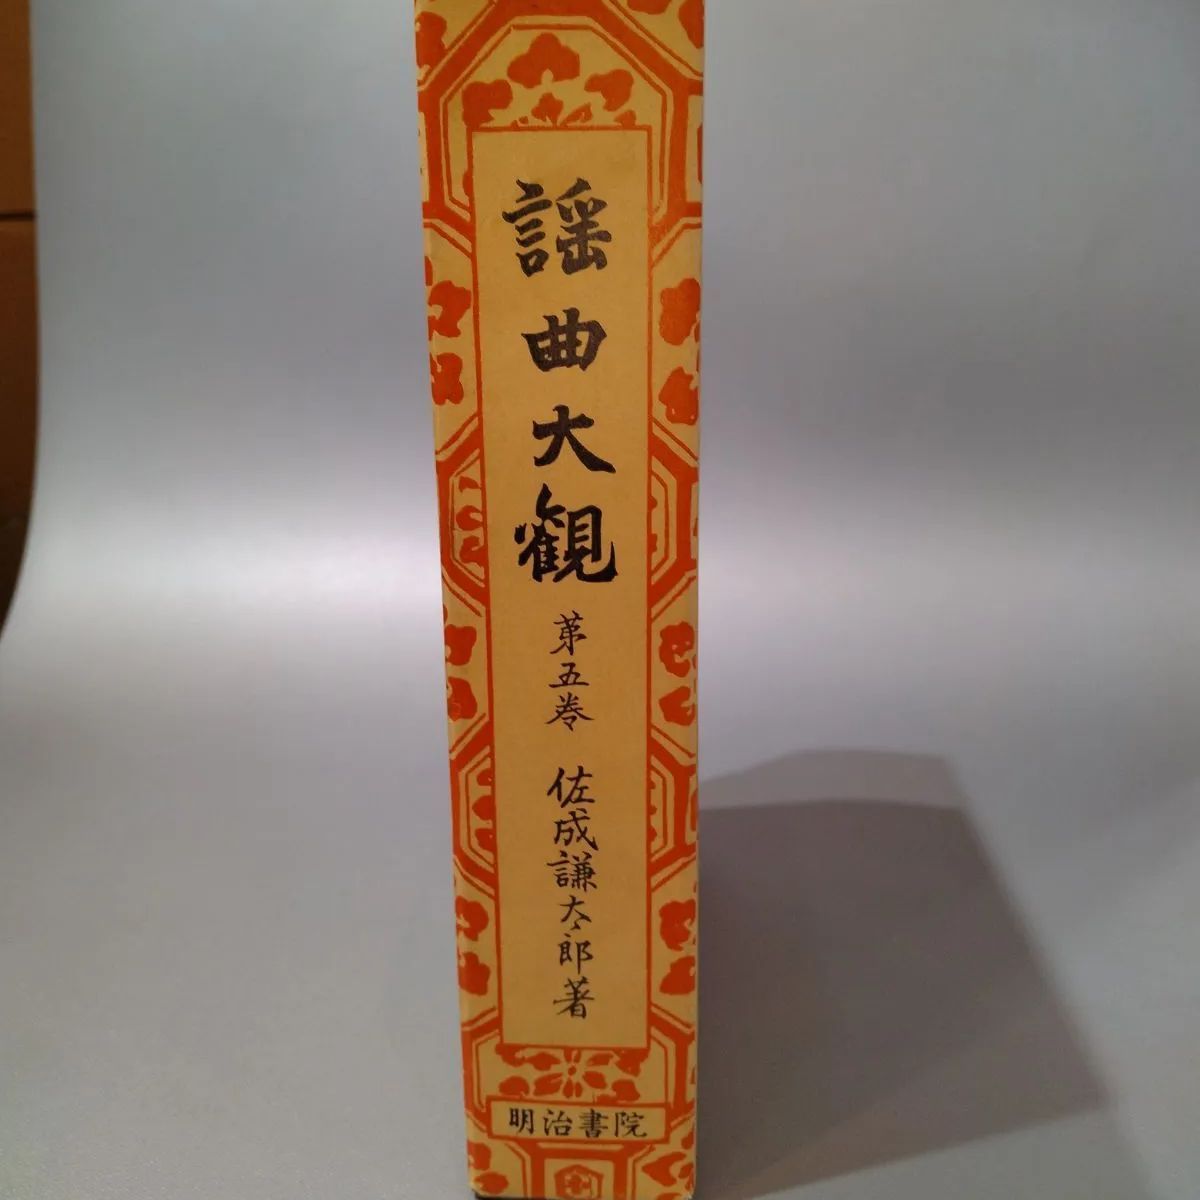 謡曲大観
第五巻
佐成謙太郎著
明治書院